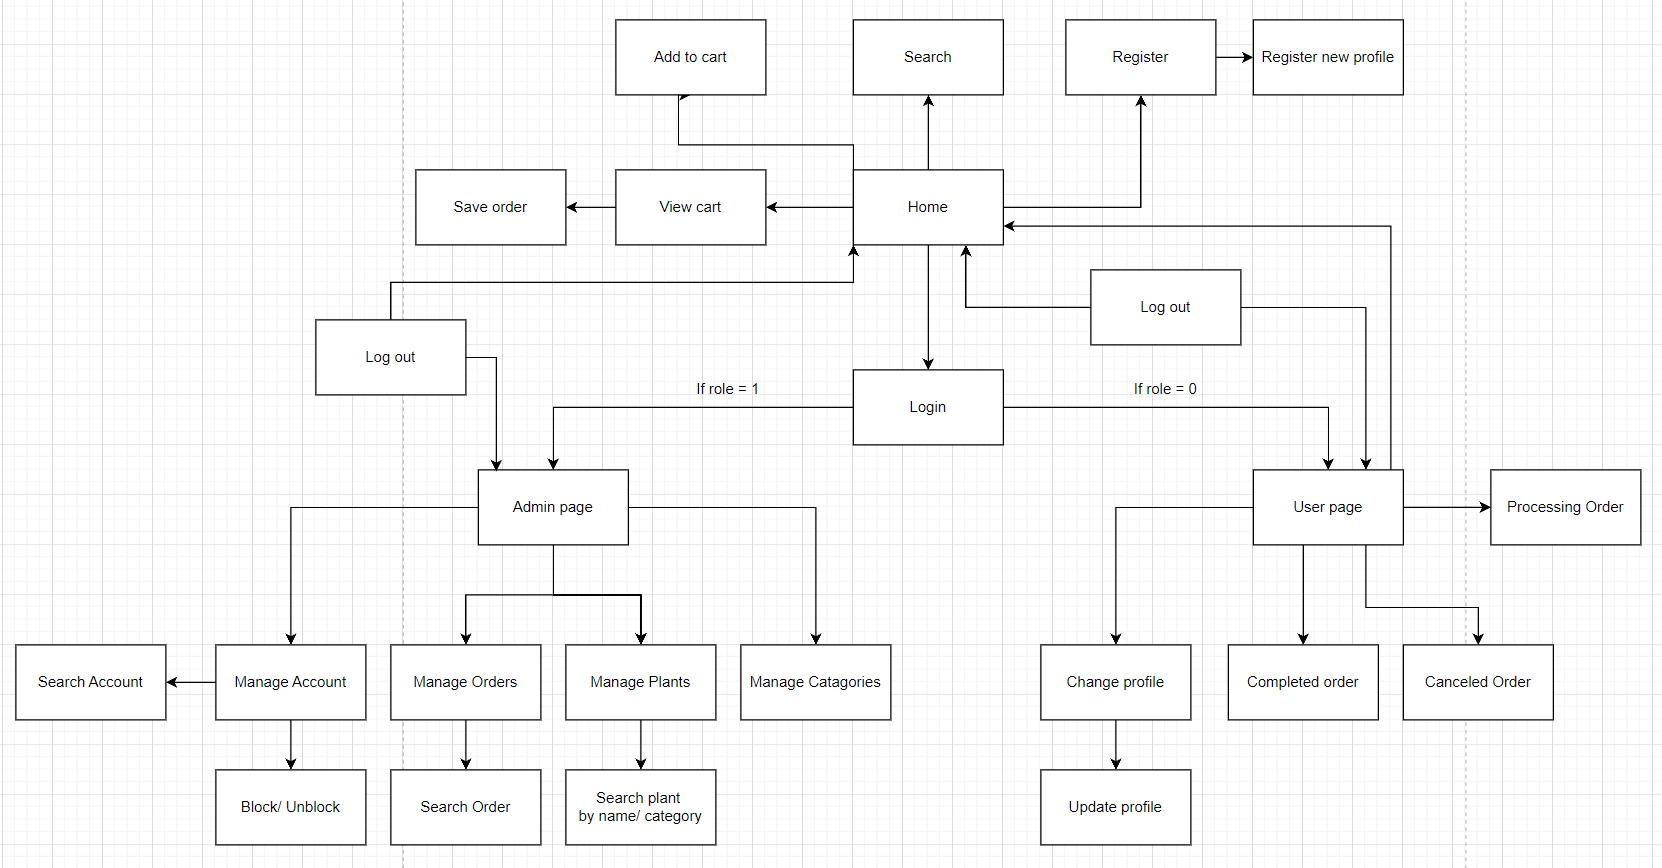 Add to cart
Search
Register
Register new profile
Save order
View cart
Home
Log out
Log out
If role = 1
Login
If role = 0
Admin page
User page
Processing Order
Search Account
Manage Account
Manage Orders
Manage Plants
Manage Catagories
Change profile
Completed order
Canceled Order
Block/ Unblock
Search Order
Search plant
by name/ category
Update profile